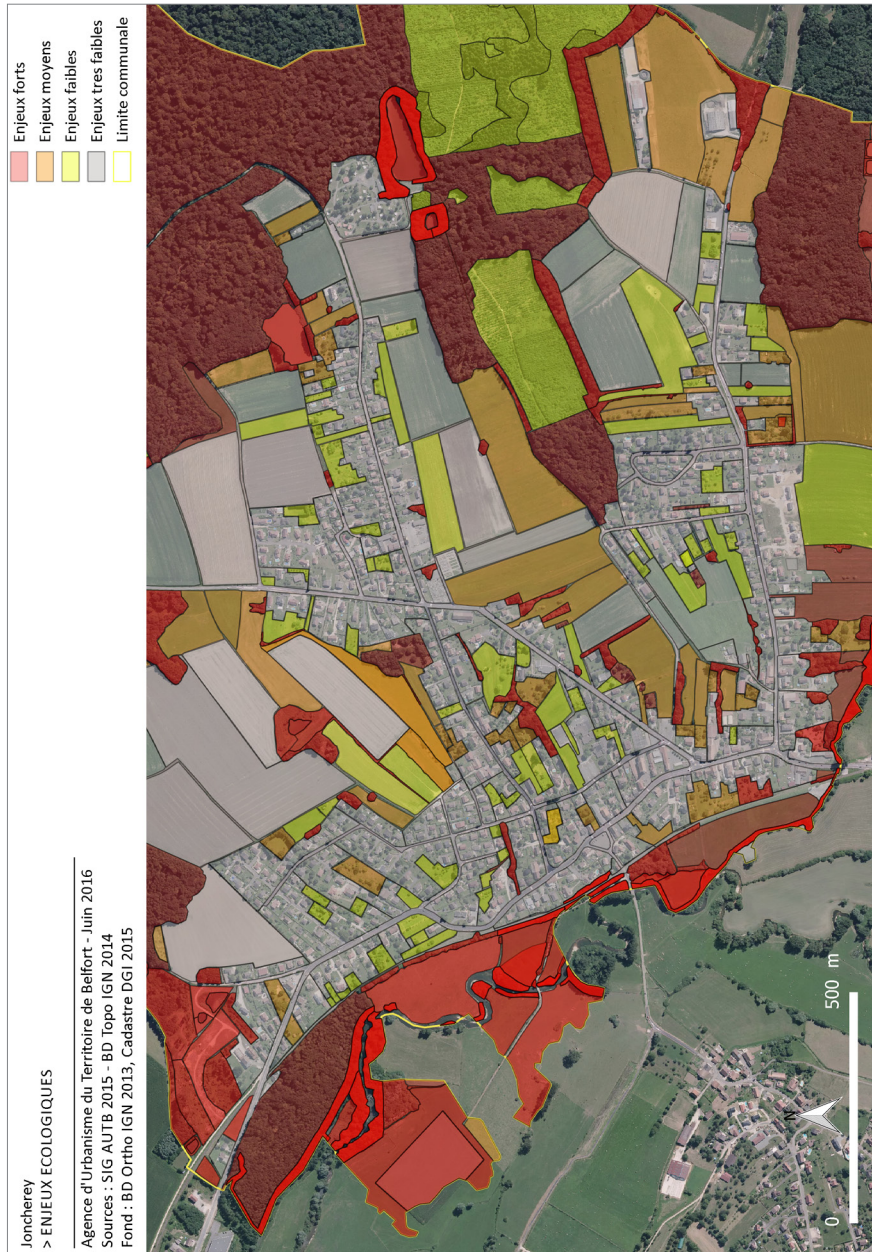 Joncherey
> ENJEUX ECOLOGIQUES
Agence d'Urbanisme du Territoire de Belfort - Juin 2016
Sources : SIG AUTB 2015 - BD Topo IGN 2014
Fond : BD Ortho IGN 2013, Cadastre DGI 2015
Enjeux forts
Enjeux moyens
Enjeux faibles
Enjeux tres faibles
Limite communale
N
0 500 m